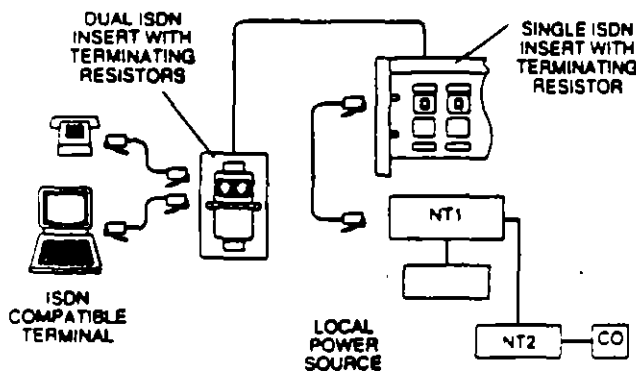 DUAL ISDN
INSERT WITH
TERMINATING
RESISTORS
SINGLE ISDN
INSERT WITH
TERMINATING
RESISTOR
NT1
ISDN
COMPATIBLE
TERMINAL
LOCAL
POWER
SOURCE
NT2
CO